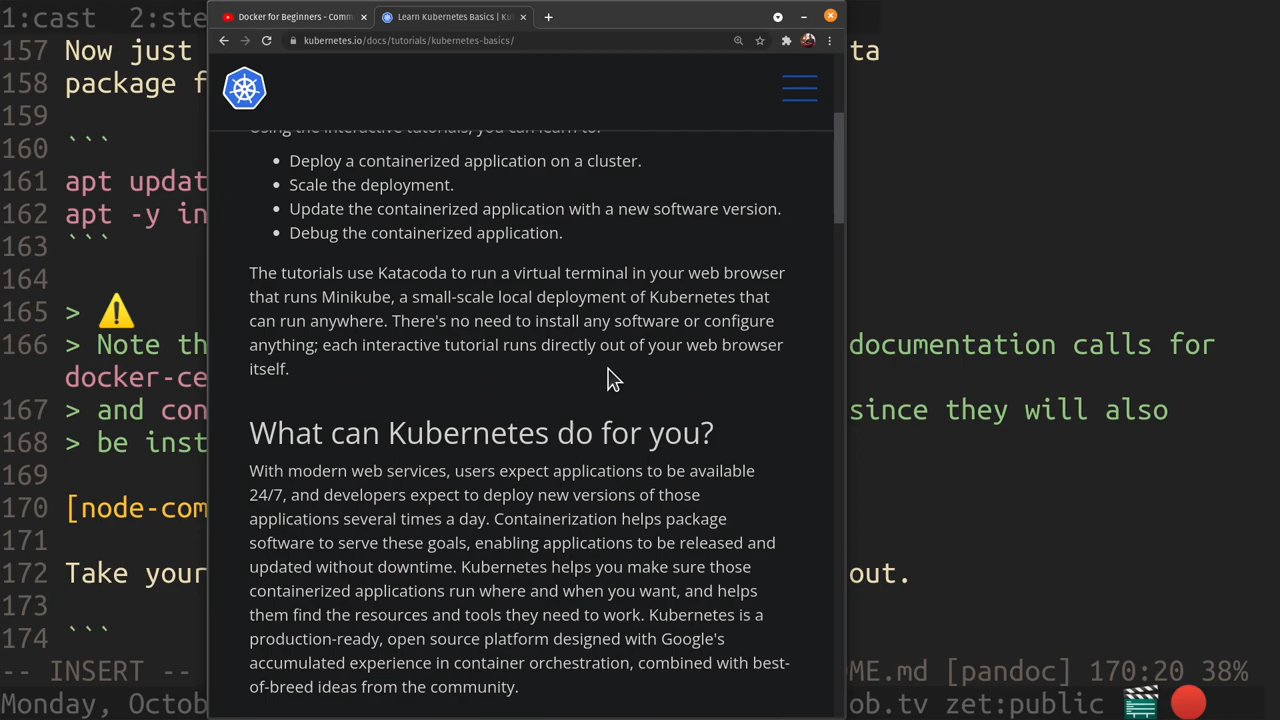 1:cast 2:ste
Docker for Beginners - Comm
Learn Kubernetes Basics | Ku
kubernetes.io/docs/tutorials/kubernetes-basics/
157 Now just
ta
158 package f
159
160 ```
161 apt updat
162 apt -y in
163 ```
164
165 > ⚠️
166 > Note th
documentation calls for
docker-ce
167 > and con
since they will also
168 > be inst
169
170 [node-com
171
172 Take your
out.
173
174 ```
Using the interactive tutorials, you can learn to:
• Deploy a containerized application on a cluster.
• Scale the deployment.
• Update the containerized application with a new software version.
• Debug the containerized application.
The tutorials use Katacoda to run a virtual terminal in your web browser
that runs Minikube, a small-scale local deployment of Kubernetes that
can run anywhere. There's no need to install any software or configure
anything; each interactive tutorial runs directly out of your web browser
itself.
What can Kubernetes do for you?
With modern web services, users expect applications to be available
24/7, and developers expect to deploy new versions of those
applications several times a day. Containerization helps package
software to serve these goals, enabling applications to be released and
updated without downtime. Kubernetes helps you make sure those
containerized applications run where and when you want, and helps
them find the resources and tools they need to work. Kubernetes is a
production-ready, open source platform designed with Google's
accumulated experience in container orchestration, combined with best-
of-breed ideas from the community.
-- INSERT --
OME.md [pandoc] 170:20 38%
Monday, Octob
ob.tv zet:public